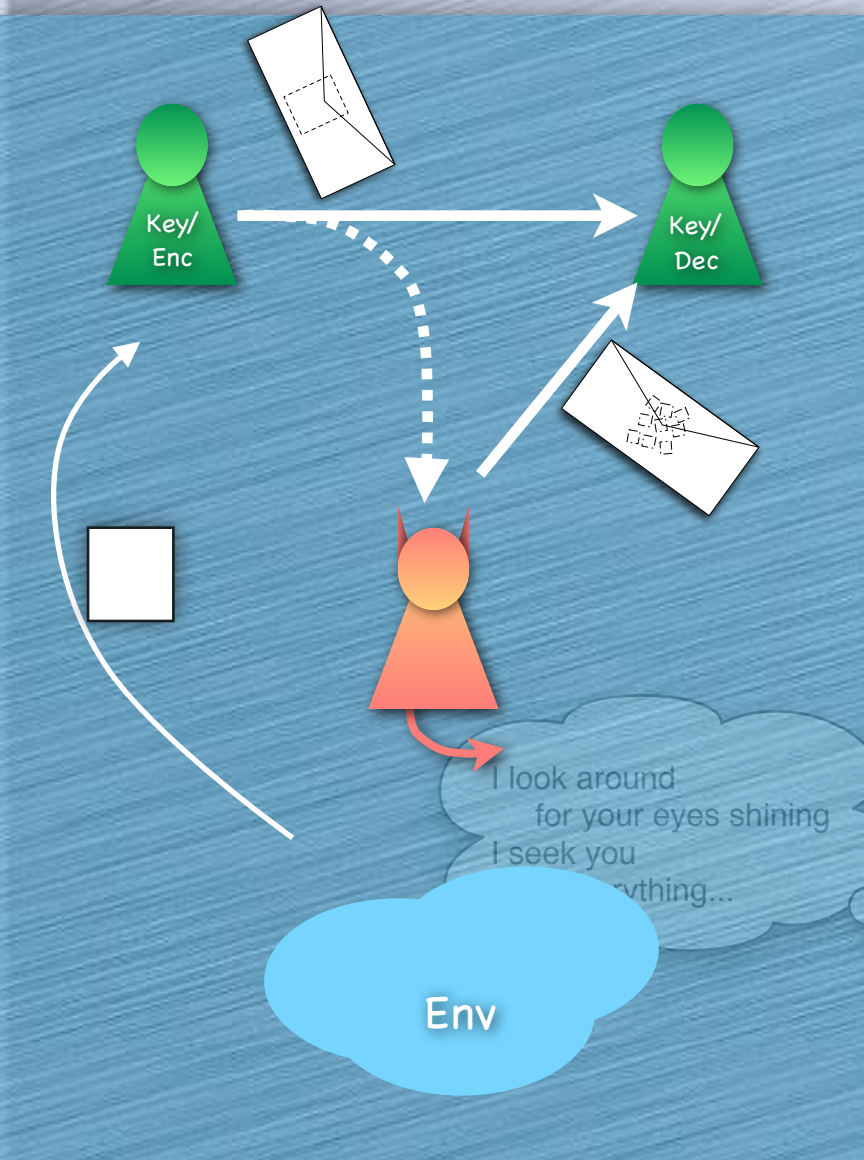 Key/
Enc
Key/
Dec
I look around
for your eyes shining
I seek you
Env